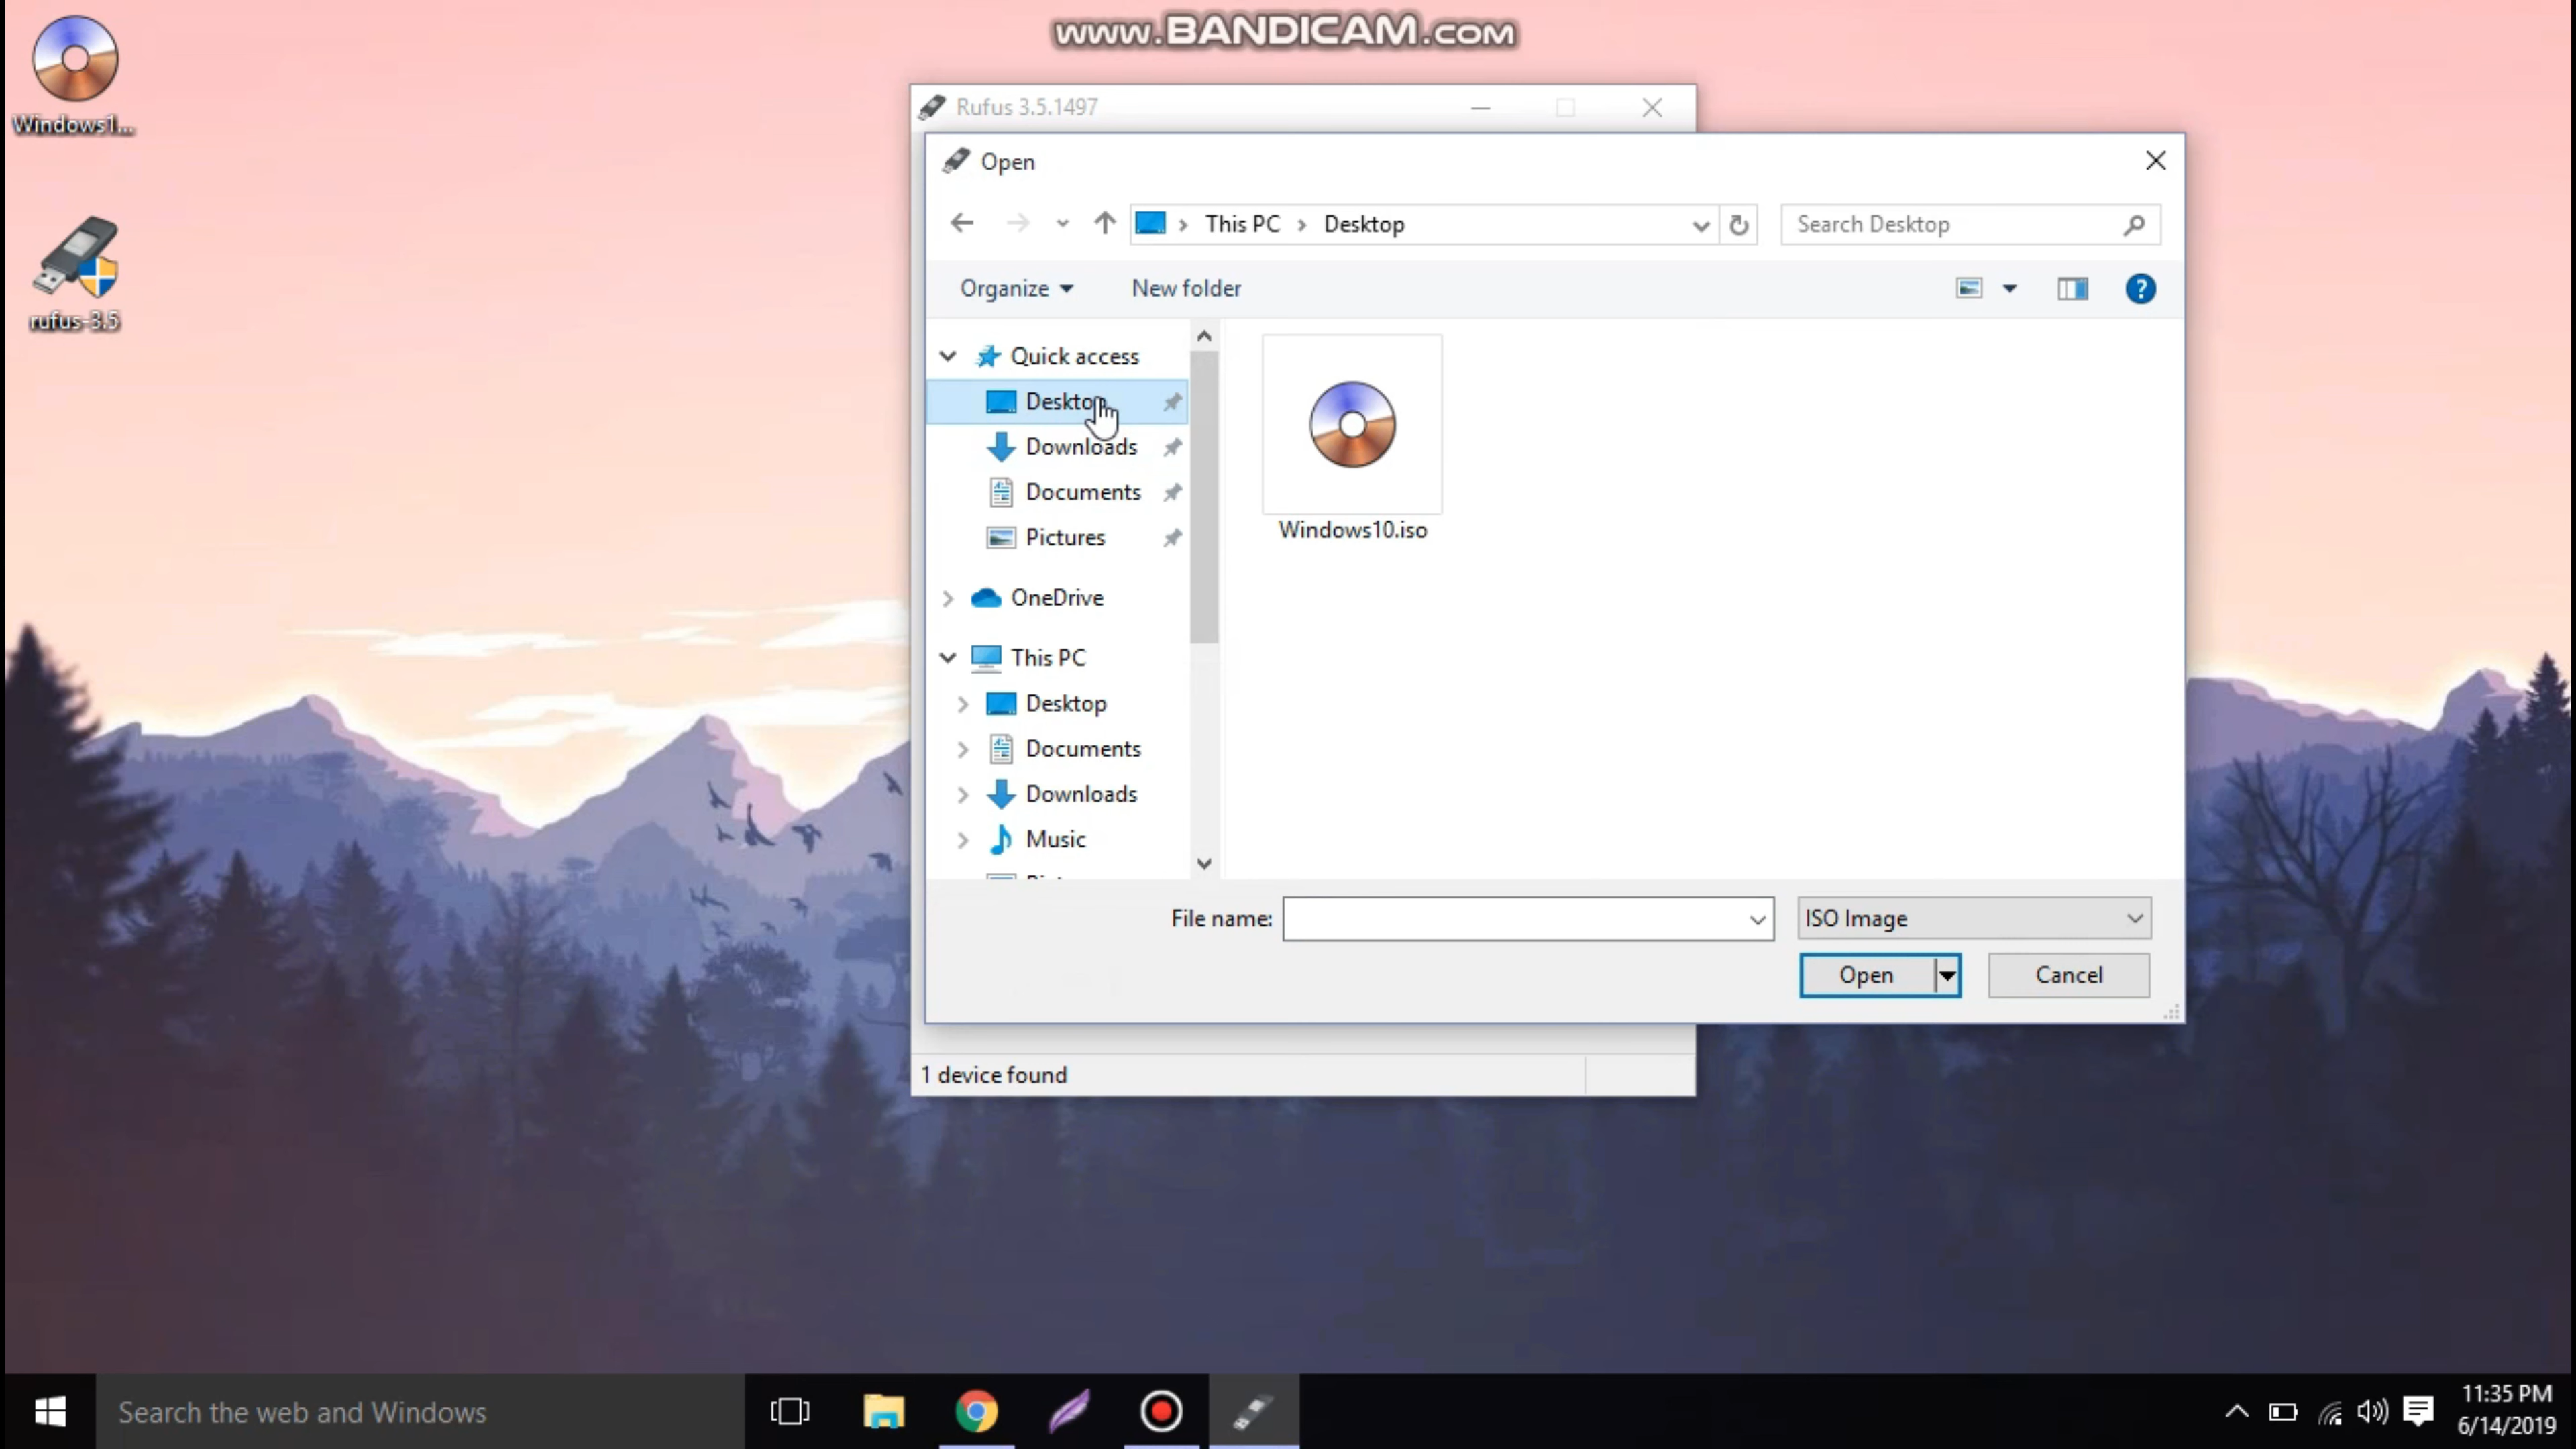 www.BANDICAM.com
Windows1...
rufus-3.5
Rufus 3.5.1497
Open
This PC
Desktop
Search Desktop
Organize
New folder
Quick access
Desktop
Downloads
Documents
Pictures
OneDrive
This PC
Desktop
Documents
Downloads
Music
Windows10.iso
File name:
ISO Image
Open
Cancel
1 device found
Search the web and Windows
11:35 PM
6/14/2019